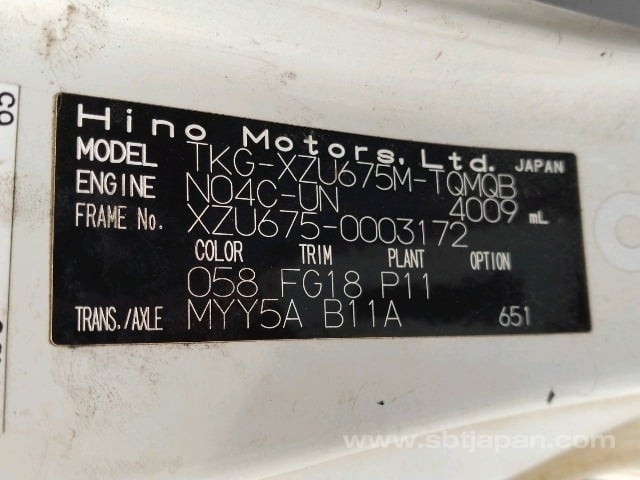 Hino Motors, Ltd. JAPAN
MODEL TKG-XZU675M-TQMQB
ENGINE N04C-UN 4009 mL
FRAME No. XZU675-0003172
COLOR TRIM PLANT OPTION
058 FG18 P11
TRANS./AXLE MYY5A B11A 651
www.sbtjapan.com